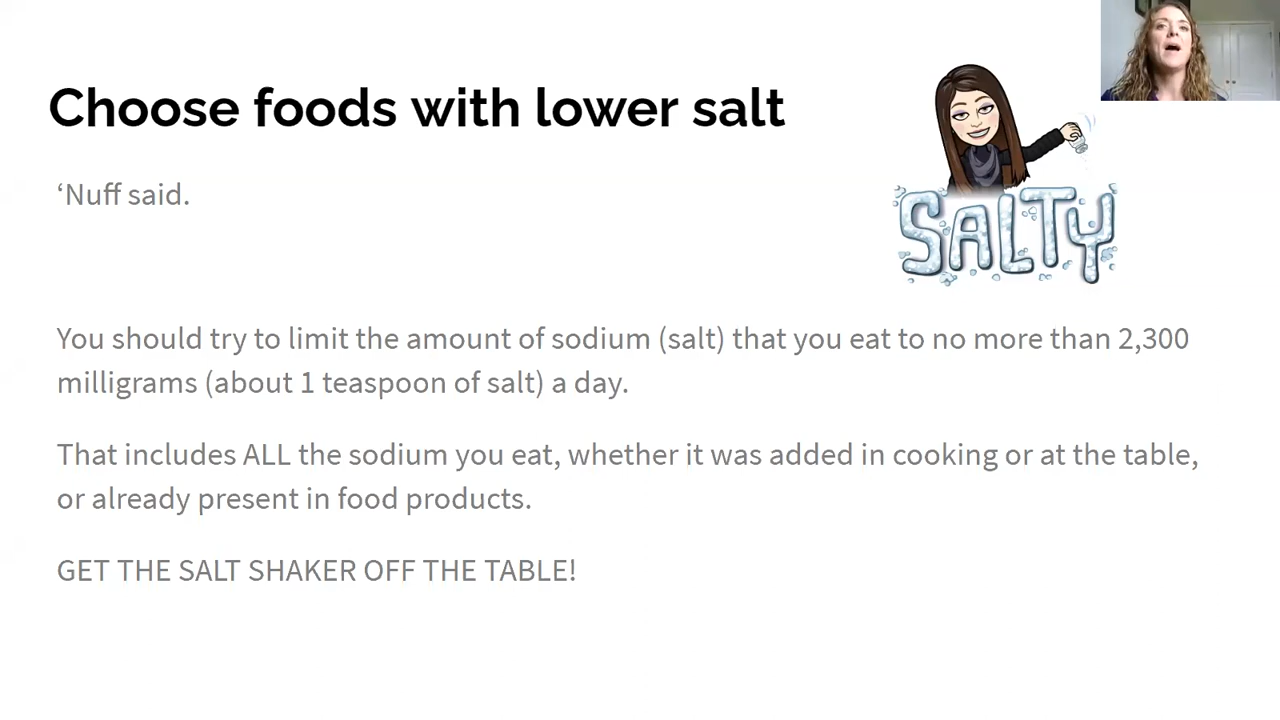 Choose foods with lower salt
‘Nuff said.
SALTY
You should try to limit the amount of sodium (salt) that you eat to no more than 2,300
milligrams (about 1 teaspoon of salt) a day.
That includes ALL the sodium you eat, whether it was added in cooking or at the table,
or already present in food products.
GET THE SALT SHAKER OFF THE TABLE!